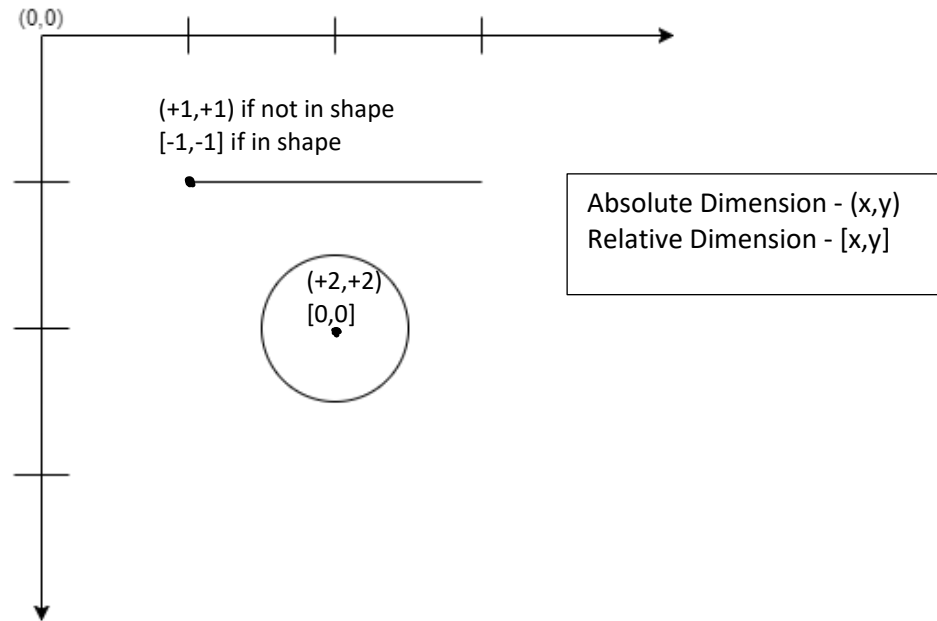 (0,0)
(+1,+1) if not in shape
[-1,-1] if in shape
Absolute Dimension - (x,y)
Relative Dimension - [x,y]
(+2,+2)
[0,0]